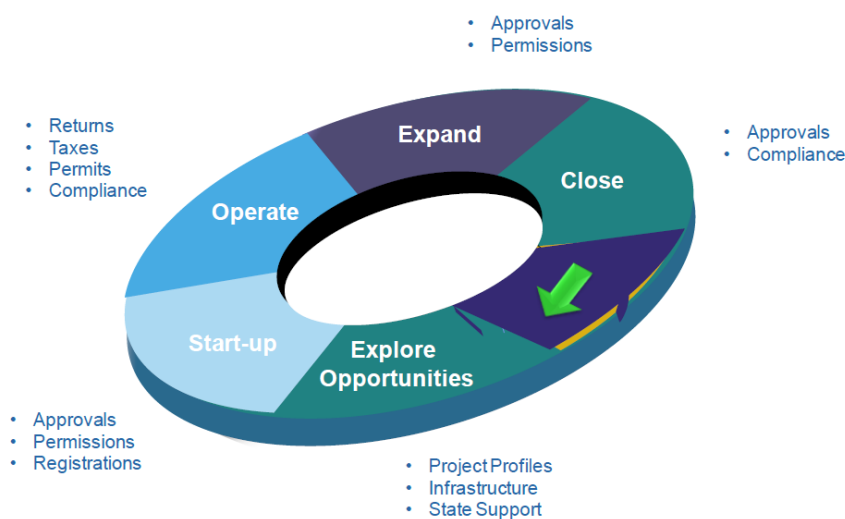 • Approvals
• Permissions
Expand
• Returns
• Taxes
• Permits
• Compliance
• Approvals
• Compliance
Close
Operate
Start-up
Explore
Opportunities
• Approvals
• Permissions
• Registrations
• Project Profiles
• Infrastructure
• State Support